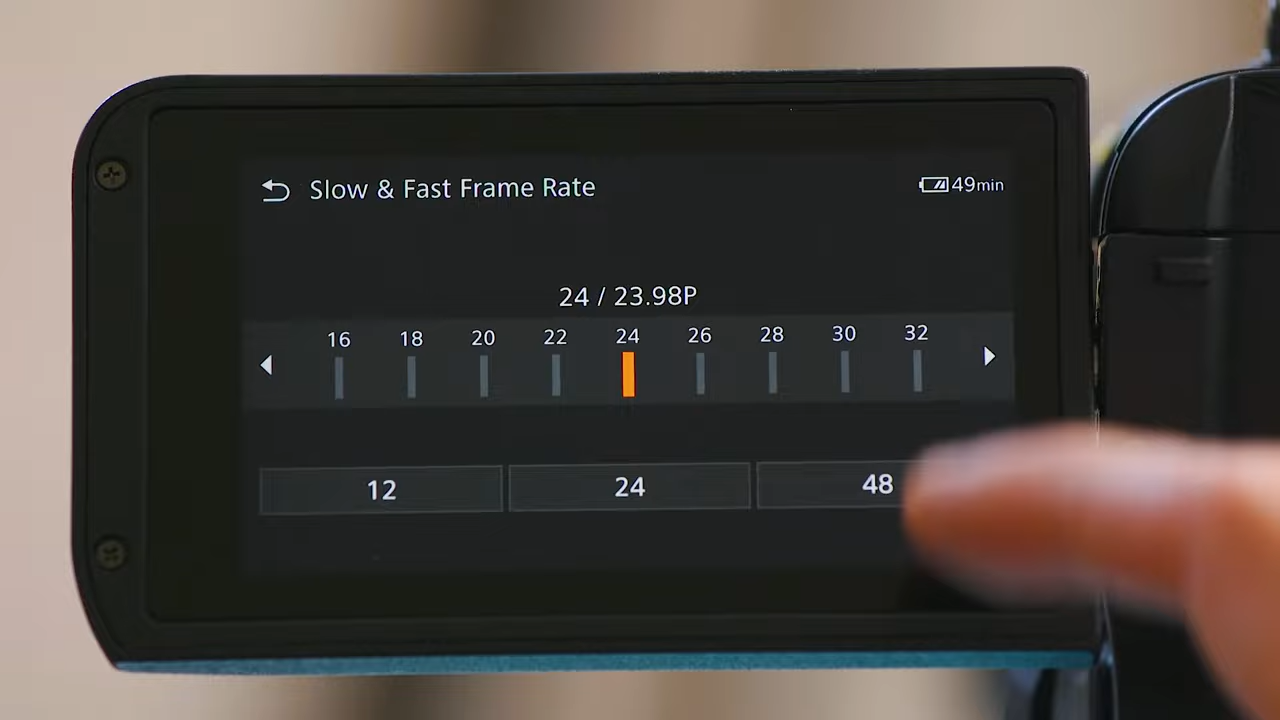 Slow & Fast Frame Rate
49min
24 / 23.98P
16 18 20 22 24 26 28 30 32
12 24 48